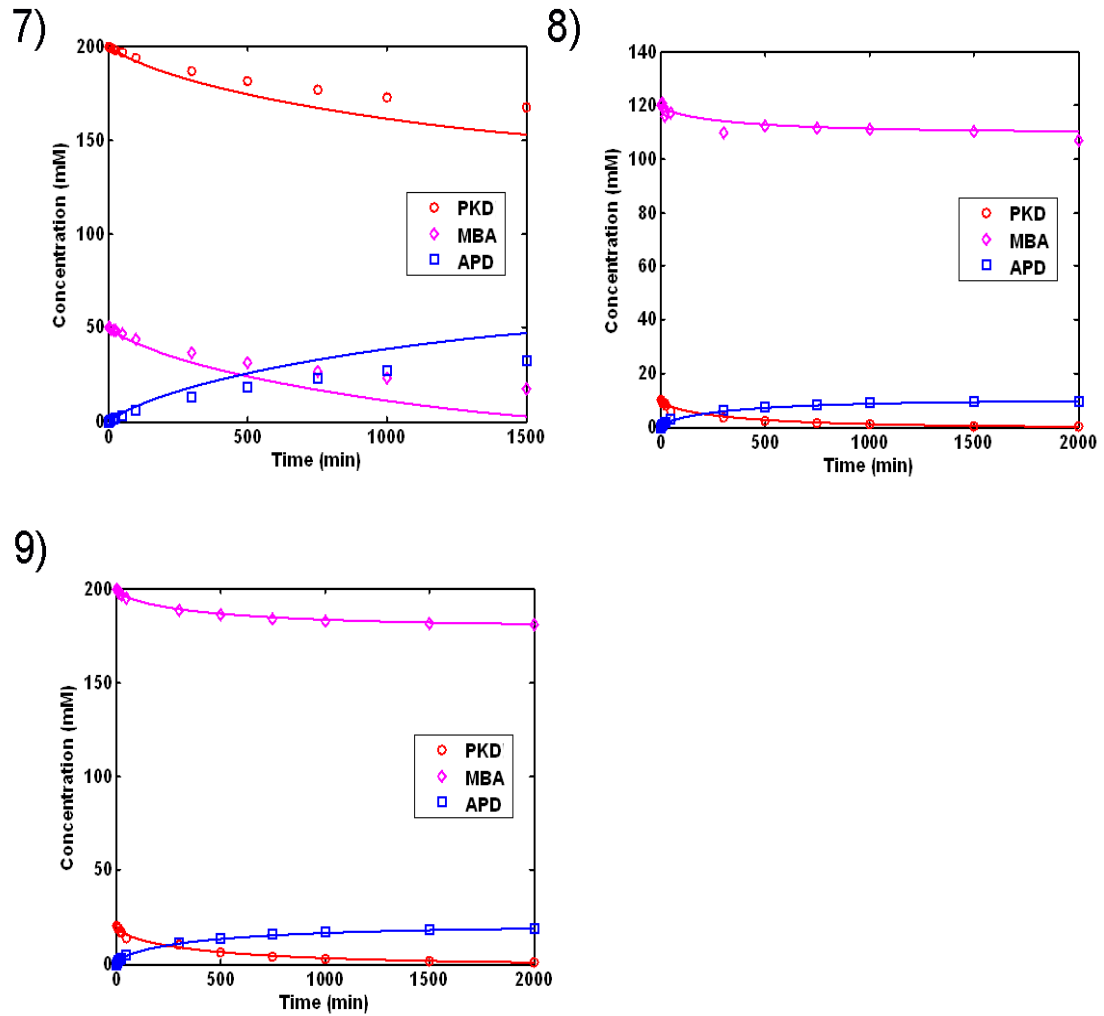 7)
200
150
100
50
0
Concentration (mM)
PKD
MBA
APD
0 500 1000 1500
Time (min)
8)
140
120
100
80
60
40
20
0
Concentration (mM)
PKD
MBA
APD
0 500 1000 1500 2000
Time (min)
9)
200
150
100
50
0
Concentration (mM)
PKD
MBA
APD
0 500 1000 1500 2000
Time (min)